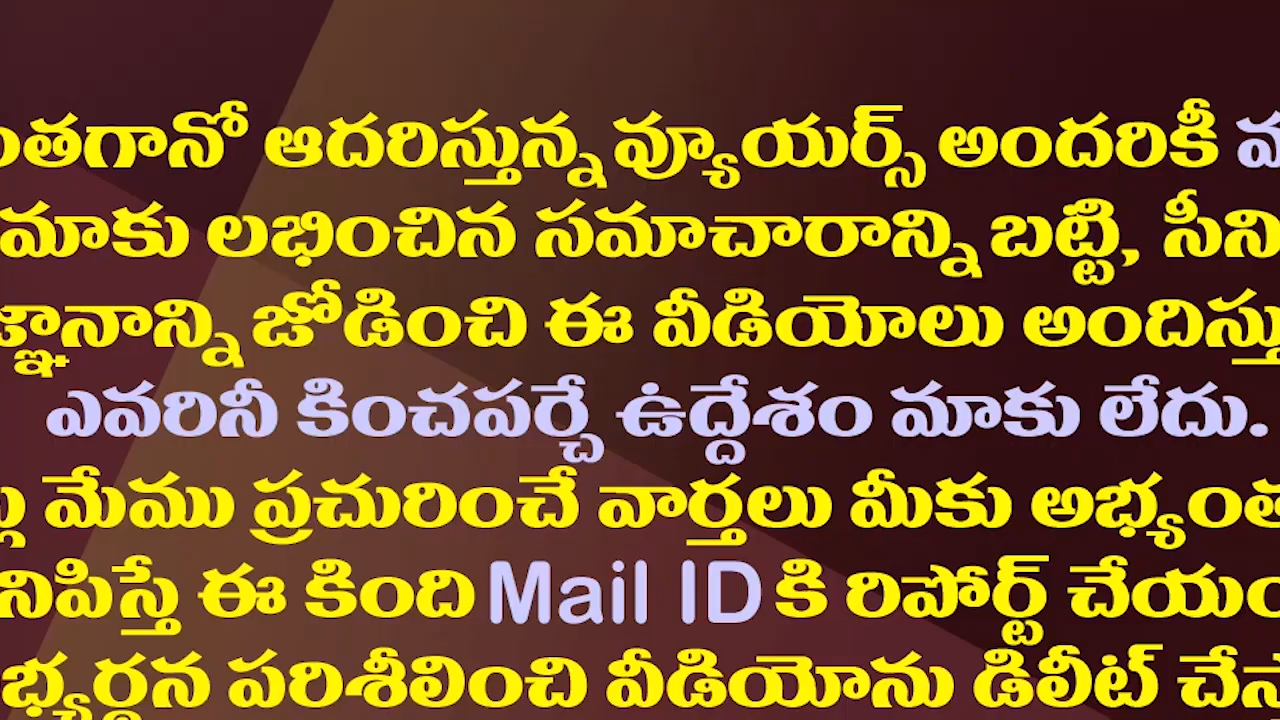 ంతగానో ఆదరిస్తున్న వ్యూయర్స్ అందరికీ
మాకు లభించిన సమాచారాన్ని బట్టి, సీని
జ్ఞానాన్ని జోడించి ఈ వీడియోలు అందిస్తు
ఎవరినీ కించపర్చే ఉద్దేశం మాకు లేదు.
మేము ప్రచురించే వార్తలు మీకు అభ్యంత
నిపిస్తే ఈ కింది Mail ID కి రిపోర్ట్ చేయం
భ్యర్థన పరిశీలించి వీడియోను డిలీట్ చేస